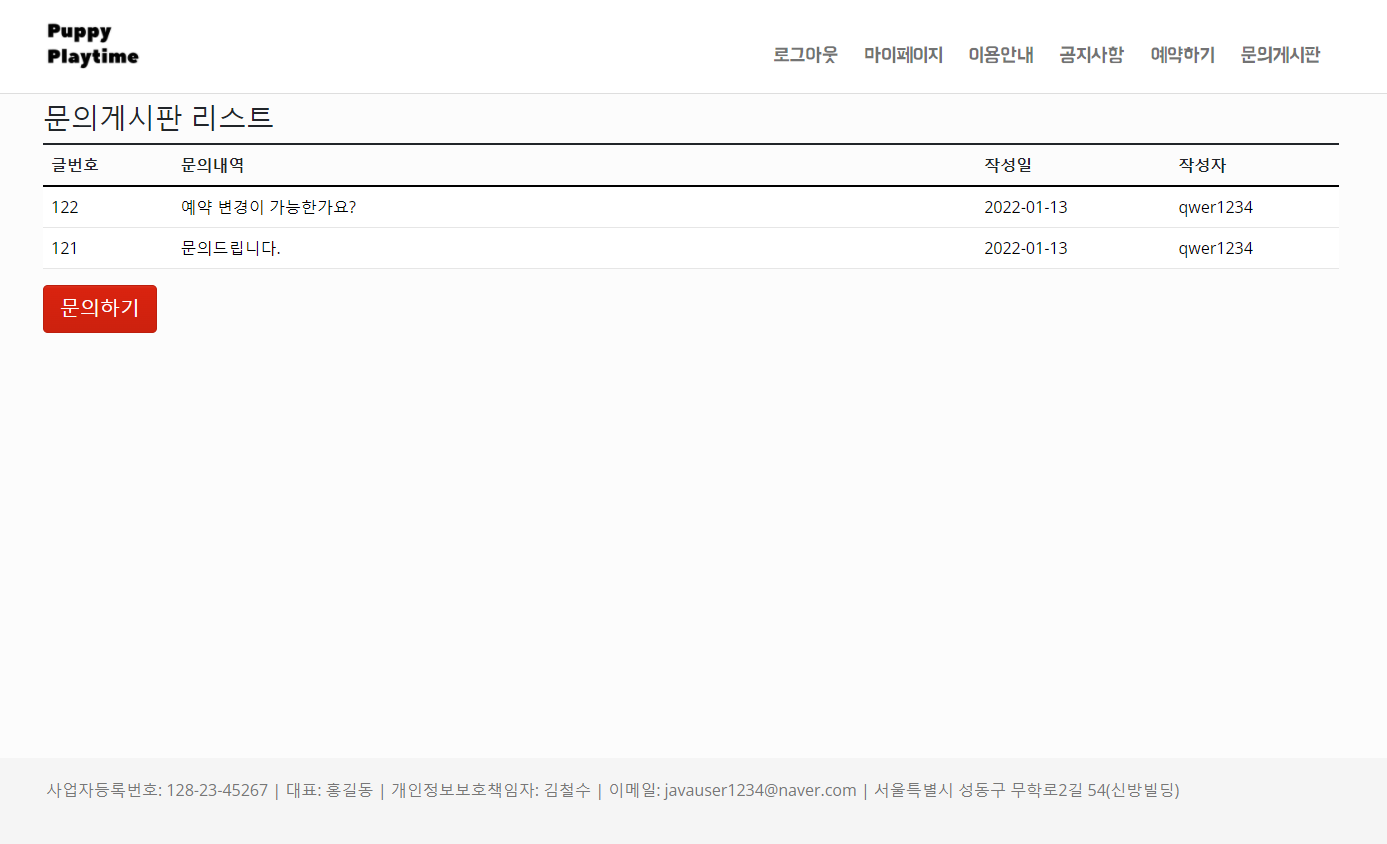 Puppy
Playtime
로그아웃 마이페이지 이용안내 공지사항 예약하기 문의게시판
문의게시판 리스트
글번호 문의내역 작성일 작성자
122 예약 변경이 가능한가요? 2022-01-13 qwer1234
121 문의드립니다. 2022-01-13 qwer1234
문의하기
사업자등록번호: 128-23-45267 | 대표: 홍길동 | 개인정보보호책임자: 김철수 | 이메일: javauser1234@naver.com | 서울특별시 성동구 무학로2길 54(신방빌딩)